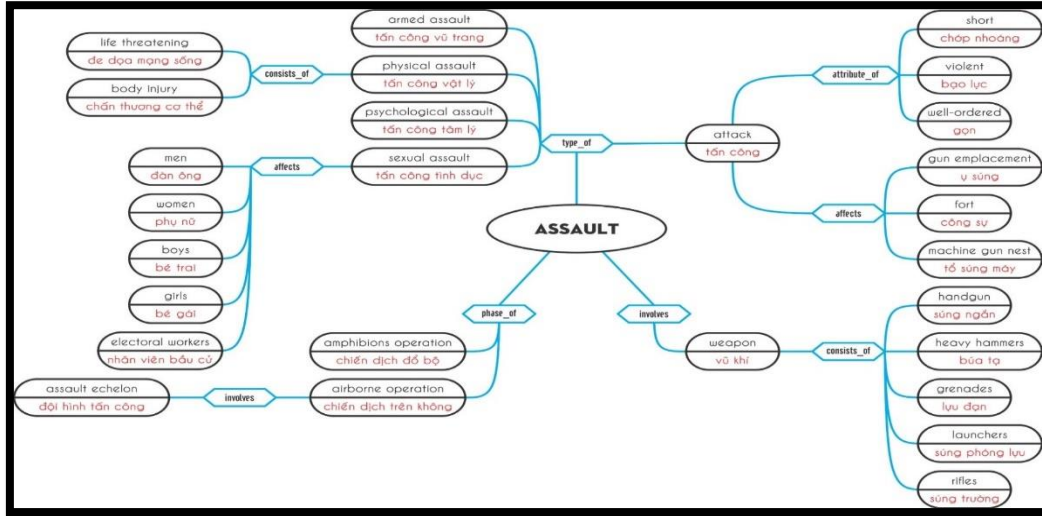 life threatening
đe dọa mạng sống
body injury
chấn thương cơ thể
consists_of
armed assault
tấn công vũ trang
physical assault
tấn công vật lý
psychological assault
tấn công tâm lý
sexual assault
tấn công tình dục
affects
men
đàn ông
women
phụ nữ
boys
bé trai
girls
bé gái
electoral workers
nhân viên bầu cử
type_of
attack
tấn công
attribute_of
short
chớp nhoáng
violent
bạo lực
well-ordered
gọn
affects
gun emplacement
ụ súng
fort
công sự
machine gun nest
tổ súng máy
ASSAULT
phase_of
amphibions operation
chiến dịch đổ bộ
airborne operation
chiến dịch trên không
involves
assault echelon
đội hình tấn công
involves
weapon
vũ khí
consists_of
handgun
súng ngắn
heavy hammers
búa tạ
grenades
lựu đạn
launchers
súng phóng lựu
rifles
súng trường